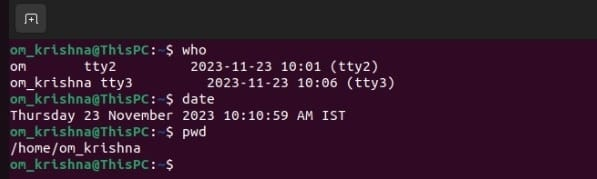 om_krishna@ThisPC:~$ who
om       tty2         2023-11-23 10:01 (tty2)
om_krishna tty3         2023-11-23 10:06 (tty3)
om_krishna@ThisPC:~$ date
Thursday 23 November 2023 10:10:59 AM IST
om_krishna@ThisPC:~$ pwd
/home/om_krishna
om_krishna@ThisPC:~$